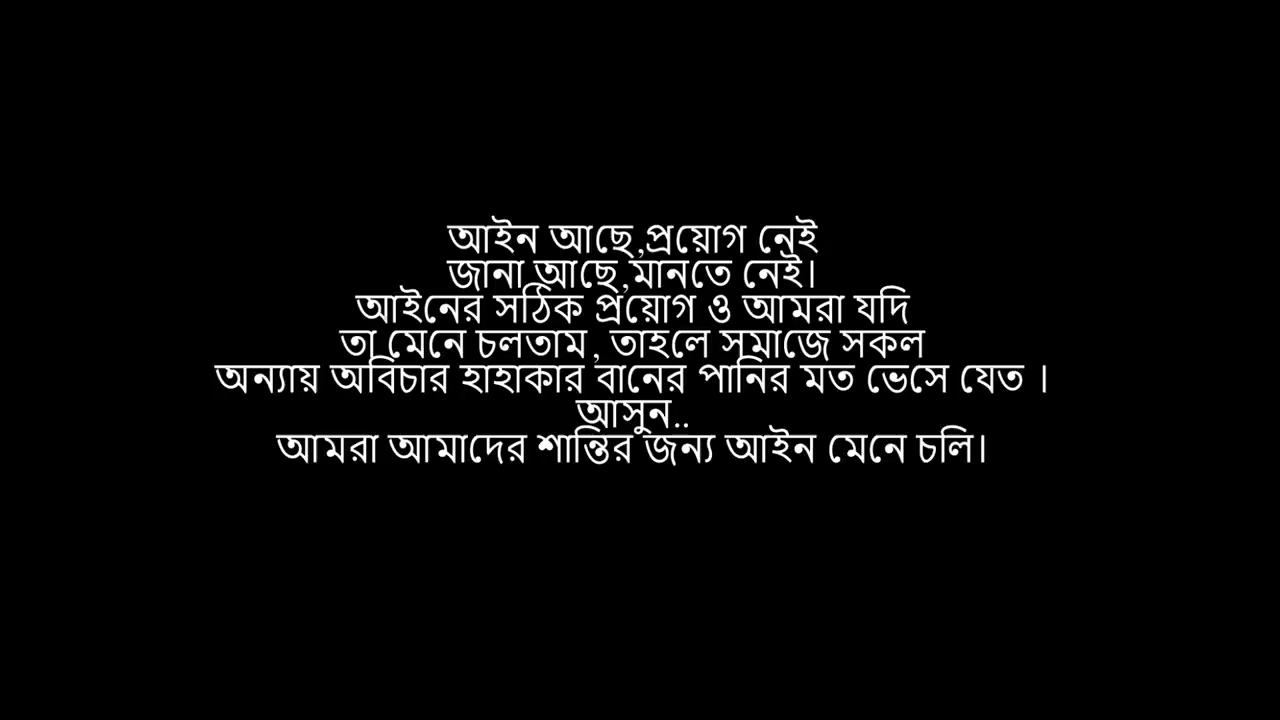 আইন আছে,প্রয়োগ নেই
জানা আছে,মানতে নেই।
আইনের সঠিক প্রয়োগ ও আমরা যদি
তা মেনে চলতাম, তাহলে সমাজে সকল
অন্যায় অবিচার হাহাকার বানের পানির মত ভেসে যেত ।
আসুন..
আমরা আমাদের শান্তির জন্য আইন মেনে চলি।